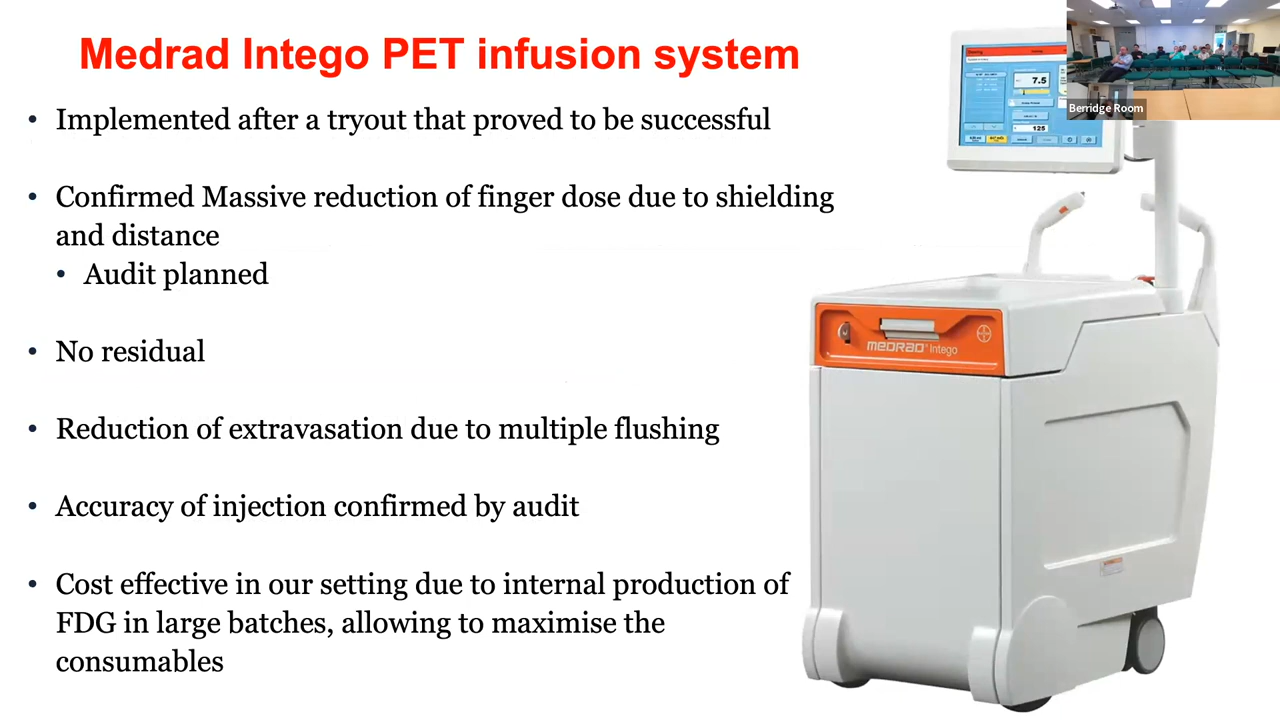 Medrad Intego PET infusion system
• Implemented after a tryout that proved to be successful
• Confirmed Massive reduction of finger dose due to shielding
and distance
• Audit planned
• No residual
• Reduction of extravasation due to multiple flushing
• Accuracy of injection confirmed by audit
• Cost effective in our setting due to internal production of
FDG in large batches, allowing to maximise the
consumables
7.5
125
Berridge Room
MEDRAD® Intego